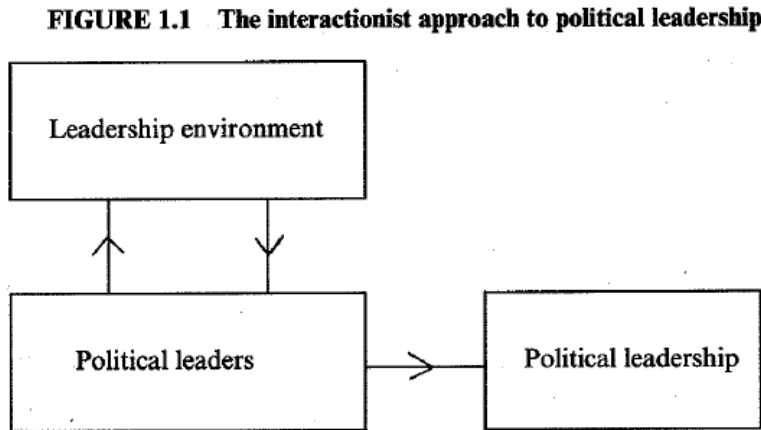 FIGURE 1.1 The interactionist approach to political leadership
Leadership environment
Political leaders
Political leadership